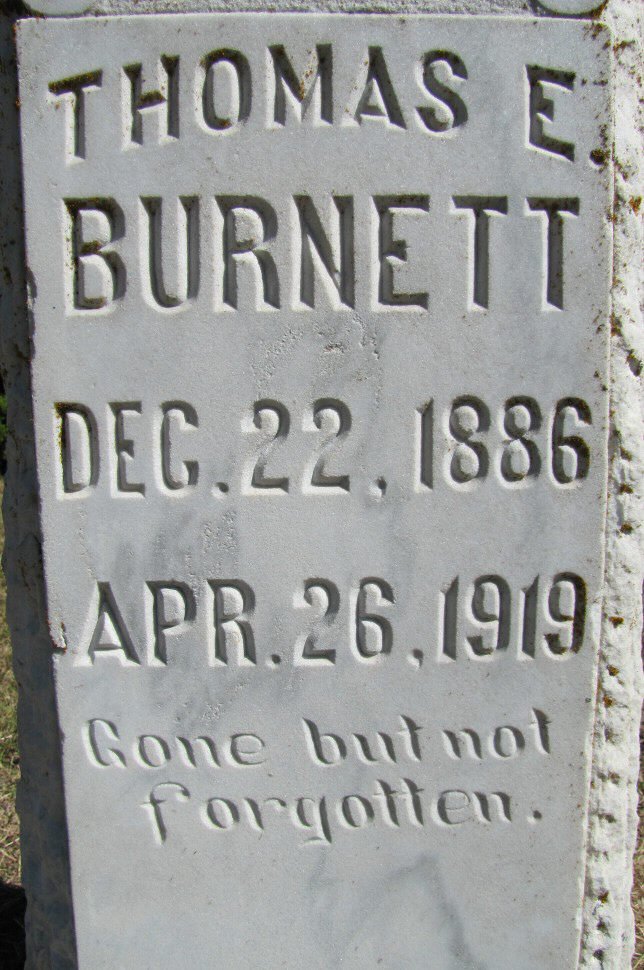 THOMAS E.
BURNETT
DEC. 22, 1886
APR. 26, 1919
Gone but not
forgotten.